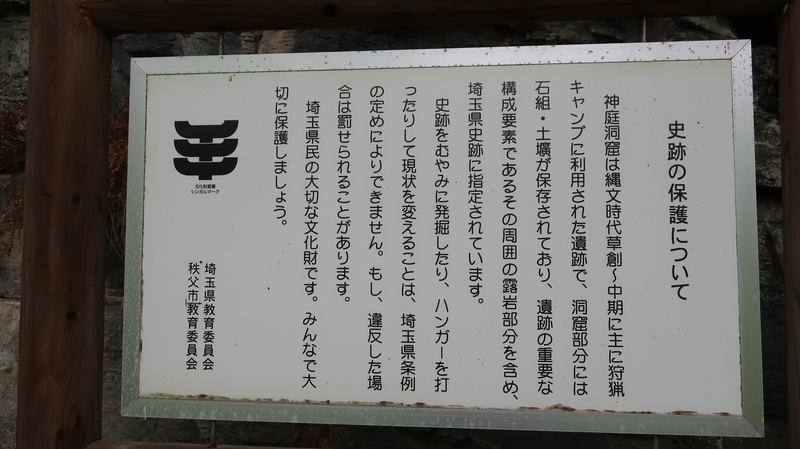 史跡の保護について
神庭洞窟は縄文時代草創～中期に主に狩猟
キャンプに利用された遺跡で、洞窟部分には
石組・土壙が保存されており、遺跡の重要な
構成要素であるその周囲の露岩部分を含め、
埼玉県史跡に指定されています。
史跡をむやみに発掘したり、ハンガーを打
ったりして現状を変えることは、埼玉県条例
の定めによりできません。もし、違反した場
合は罰せられることがあります。
埼玉県民の大切な文化財です。みんなで大
切に保護しましょう。
埼玉県教育委員会
秩父市教育委員会
文化財愛護
シンボルマーク